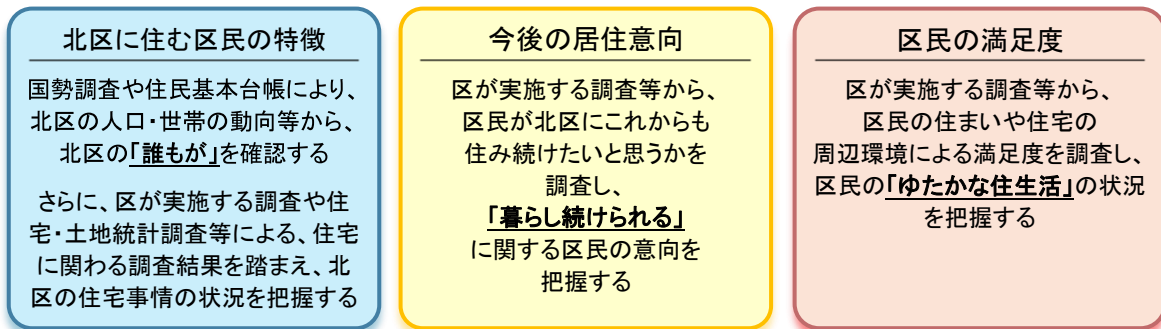 北区に住む区民の特徴
国勢調査や住民基本台帳により、
北区の人口・世帯の動向等から、
北区の「誰もが」を確認する
さらに、区が実施する調査や住
宅・土地統計調査等による、住宅
に関わる調査結果を踏まえ、北
区の住宅事情の状況を把握する
今後の居住意向
区が実施する調査等から、
区民が北区にこれからも
住み続けたいと思うかを
調査し、
「暮らし続けられる」
に関する区民の意向を
把握する
区民の満足度
区が実施する調査等から、
区民の住まいや住宅の
周辺環境による満足度を調査し、
区民の「ゆたかな住生活」の状況
を把握する